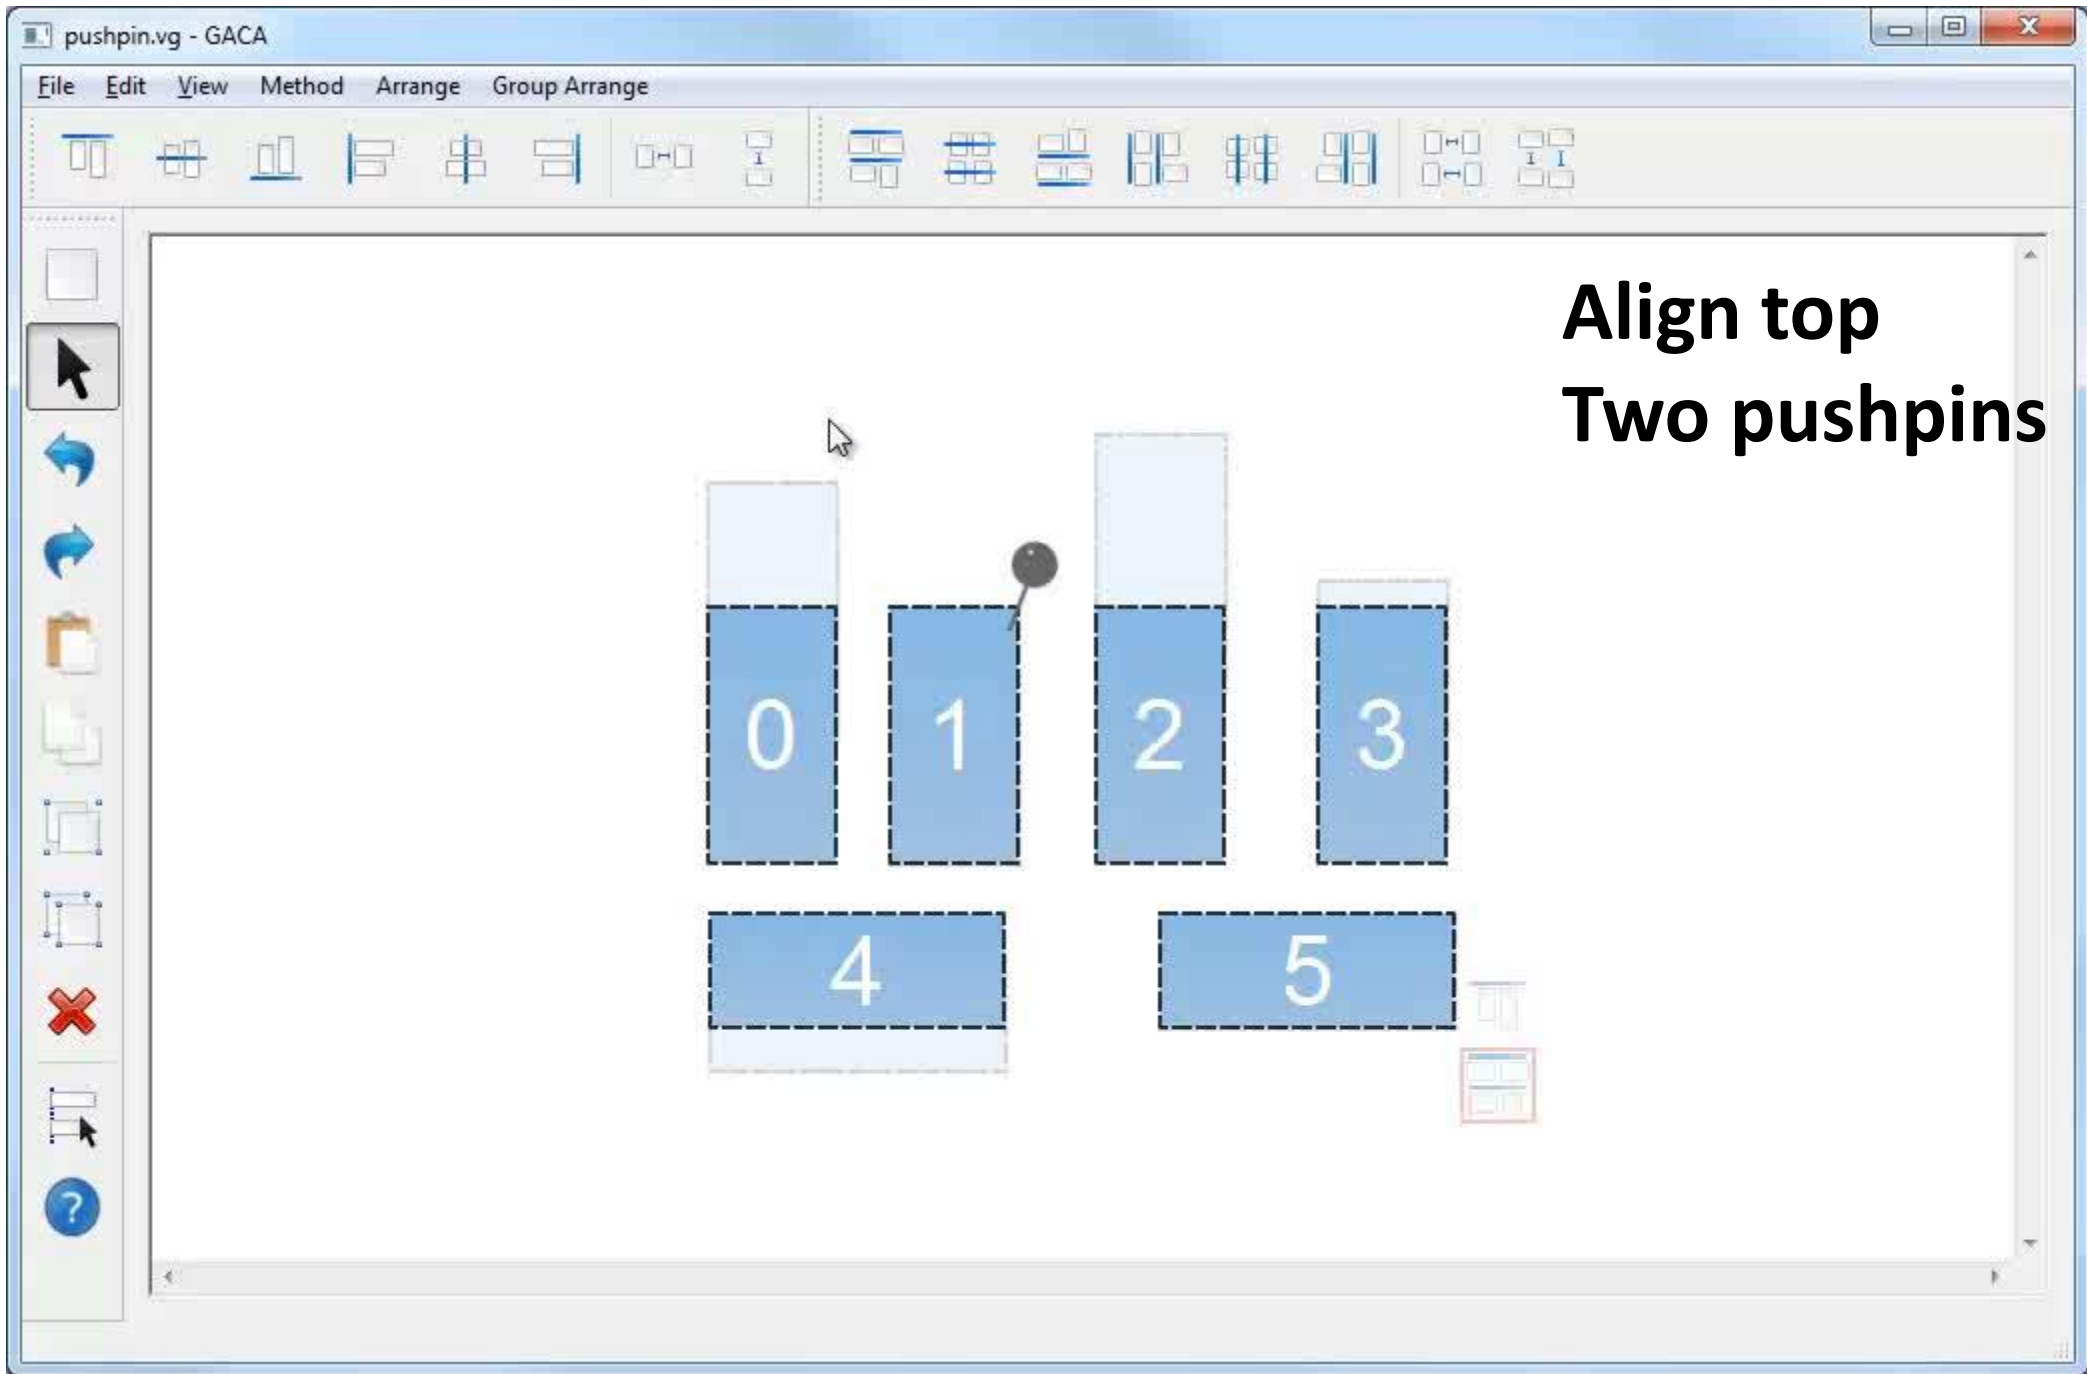 pushpin.vg - GACA
File Edit View Method Arrange Group Arrange
Align top
Two pushpins
0 1 2 3
4 5
?